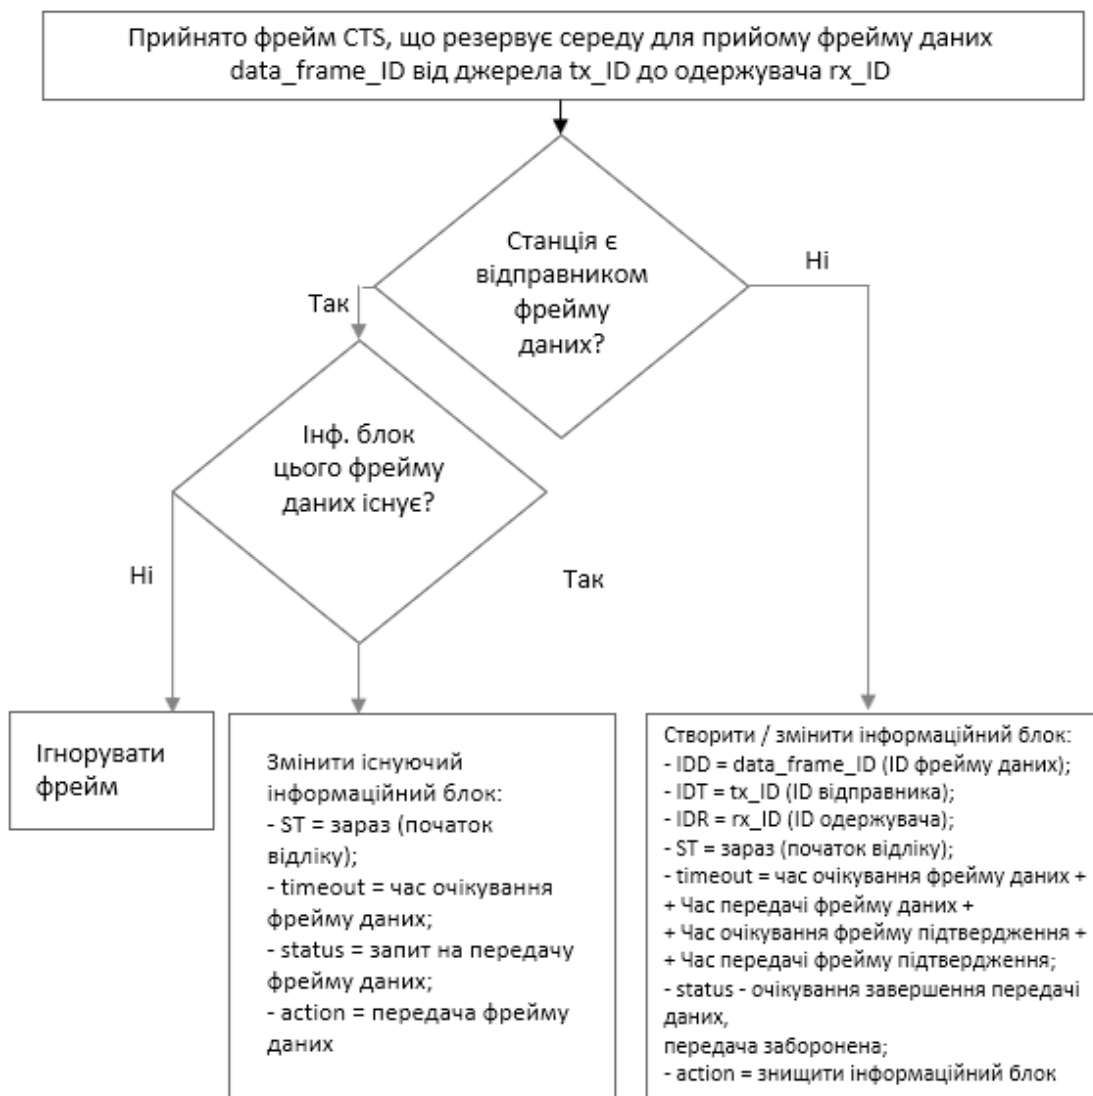 Прийнято фрейм CTS, що резервує середу для прийому фрейму даних
data_frame_ID від джерела tx_ID до одержувача rx_ID
Станція є
відправником
фрейму
даних?
Ні
Так
Інф. блок
цього фрейму
даних існує?
Ні
Так
Ігнорувати
фрейм
Змінити існуючий
інформаційний блок:
- ST = зараз (початок
відліку);
- timeout = час очікування
фрейму даних;
- status = запит на передачу
фрейму даних;
- action = передача фрейму
даних
Створити / змінити інформаційний блок:
- IDD = data_frame_ID (ID фрейму даних);
- IDT = tx_ID (ID відправника);
- IDR = rx_ID (ID одержувача);
- ST = зараз (початок відліку);
- timeout = час очікування фрейму даних +
+ Час передачі фрейму даних +
+ Час очікування фрейму підтвердження +
+ Час передачі фрейму підтвердження;
- status - очікування завершення передачі
даних,
передача заборонена;
- action = знищити інформаційний блок